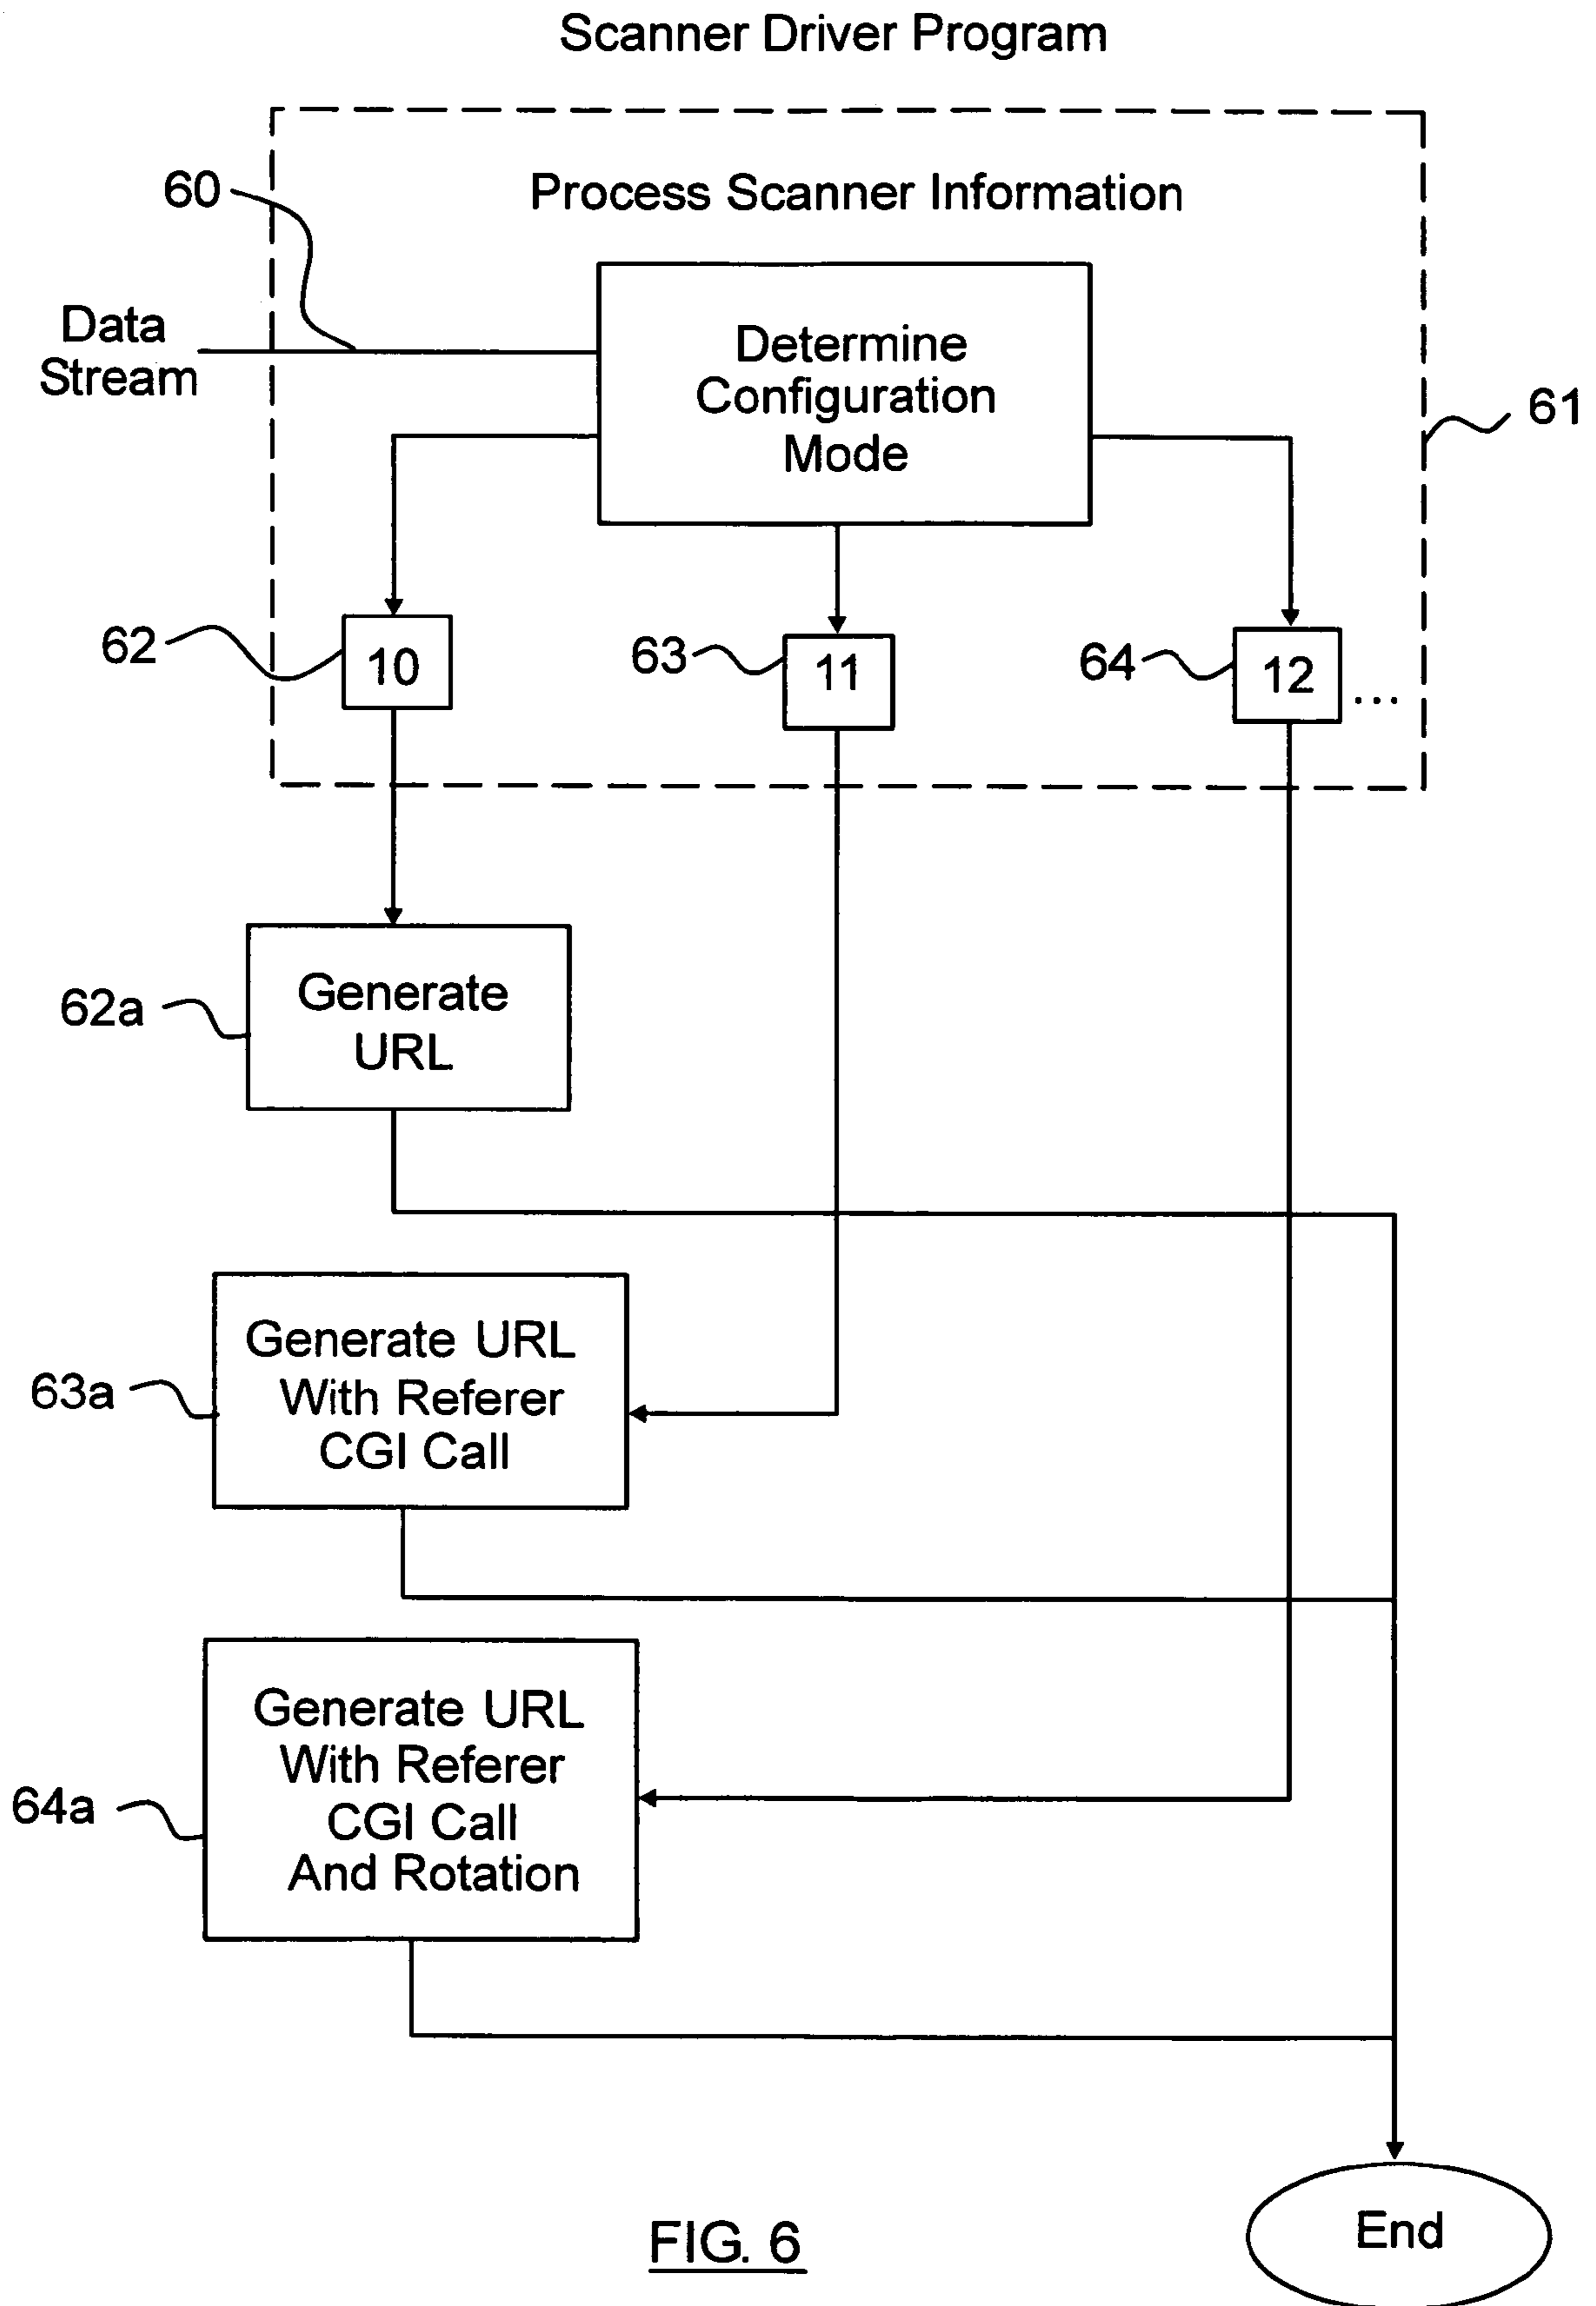 Scanner Driver Program
60
Process Scanner Information
Data
Stream
Determine
Configuration
Mode
61
62
10
63
11
64
12
...
62a
Generate
URL
63a
Generate URL
With Referer
CGI Call
64a
Generate URL
With Referer
CGI Call
And Rotation
End
FIG. 6